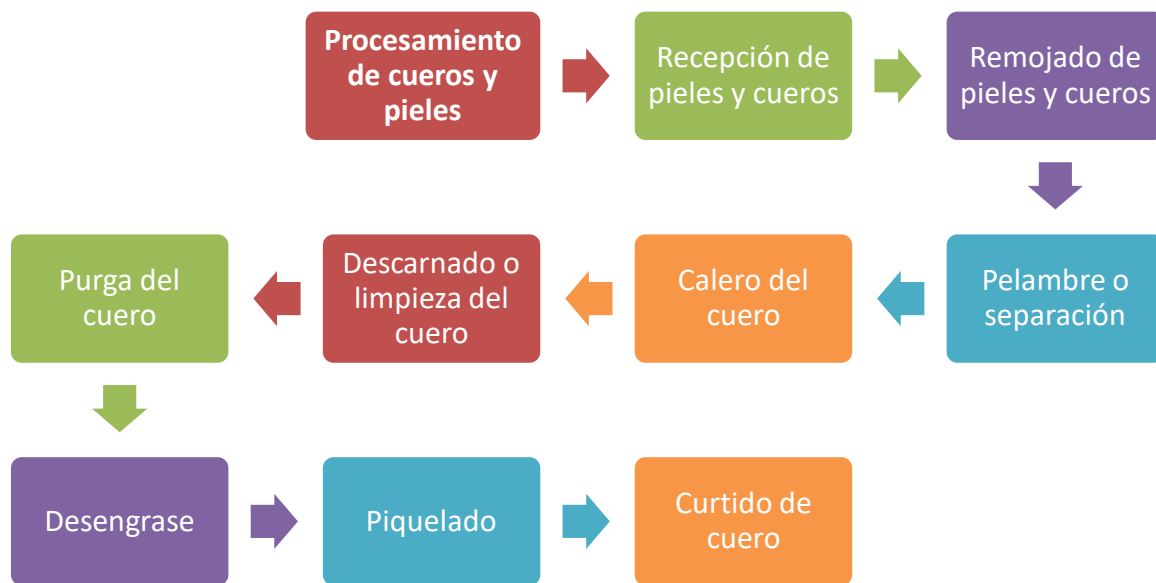 Procesamiento
de cueros y
pieles
Recepción de
pieles y cueros
Remojado de
pieles y cueros
Pelambre o
separación
Calero del
cuero
Descarnado o
limpieza del
cuero
Purga del
cuero
Desengrase
Piquelado
Curtido de
cuero